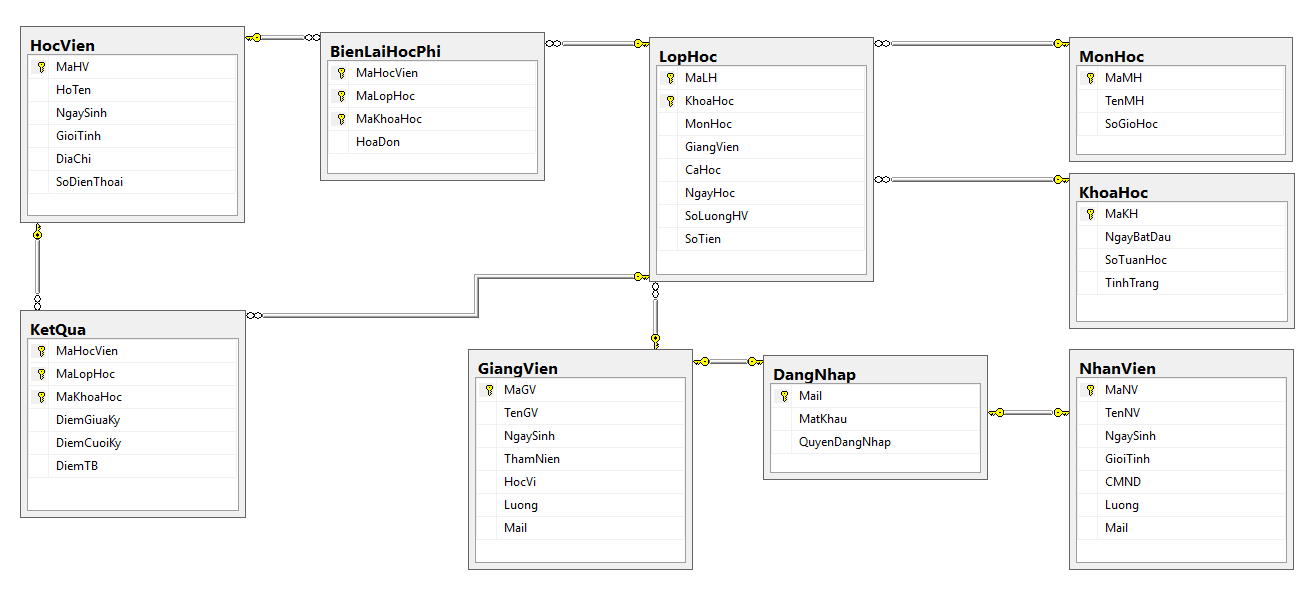 HocVien
MaHV
HoTen
NgaySinh
GioiTinh
DiaChi
SoDienThoai
BienLaiHocPhi
MaHocVien
MaLopHoc
MaKhoaHoc
HoaDon
LopHoc
MaLH
KhoaHoc
MonHoc
GiangVien
CaHoc
NgayHoc
SoLuongHV
SoTien
MonHoc
MaMH
TenMH
SoGioHoc
KhoaHoc
MaKH
NgayBatDau
SoTuanHoc
TinhTrang
KetQua
MaHocVien
MaLopHoc
MaKhoaHoc
DiemGiuaKy
DiemCuoiKy
DiemTB
GiangVien
MaGV
TenGV
NgaySinh
ThamNien
HocVi
Luong
Mail
DangNhap
Mail
MatKhau
QuyenDangNhap
NhanVien
MaNV
TenNV
NgaySinh
GioiTinh
CMND
Luong
Mail